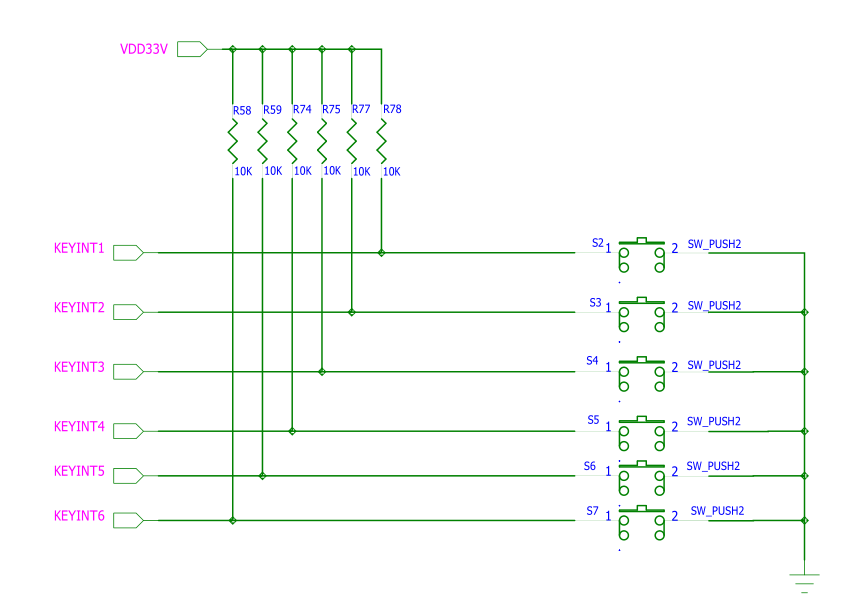 VDD33V
R58 R59 R74 R75 R77 R78
10K 10K 10K 10K 10K 10K
KEYINT1 S2 1 2 SW_PUSH2
KEYINT2 S3 1 2 SW_PUSH2
KEYINT3 S4 1 2 SW_PUSH2
KEYINT4 S5 1 2 SW_PUSH2
KEYINT5 S6 1 2 SW_PUSH2
KEYINT6 S7 1 2 SW_PUSH2